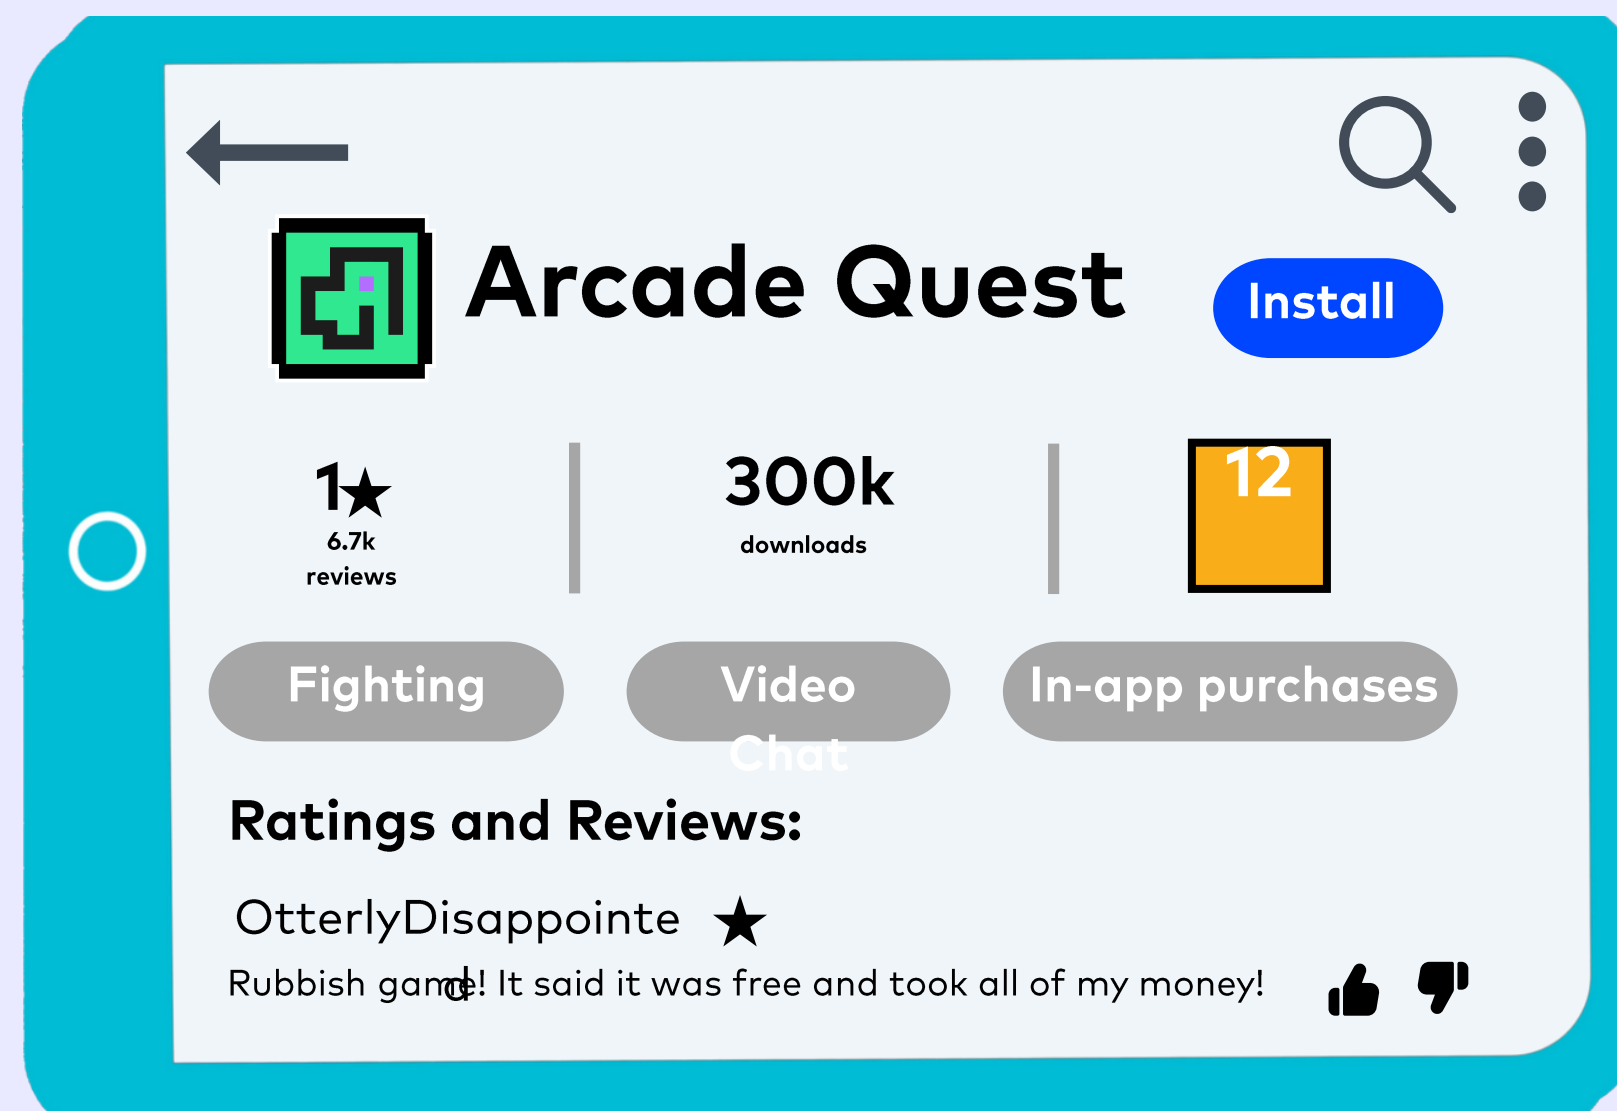 Arcade Quest
Install
1★
6.7k
reviews
300k
downloads
12
Fighting
Video
Chat
In-app purchases
Ratings and Reviews:
OtterlyDisappointe
d
Rubbish game! It said it was free and took all of my money!